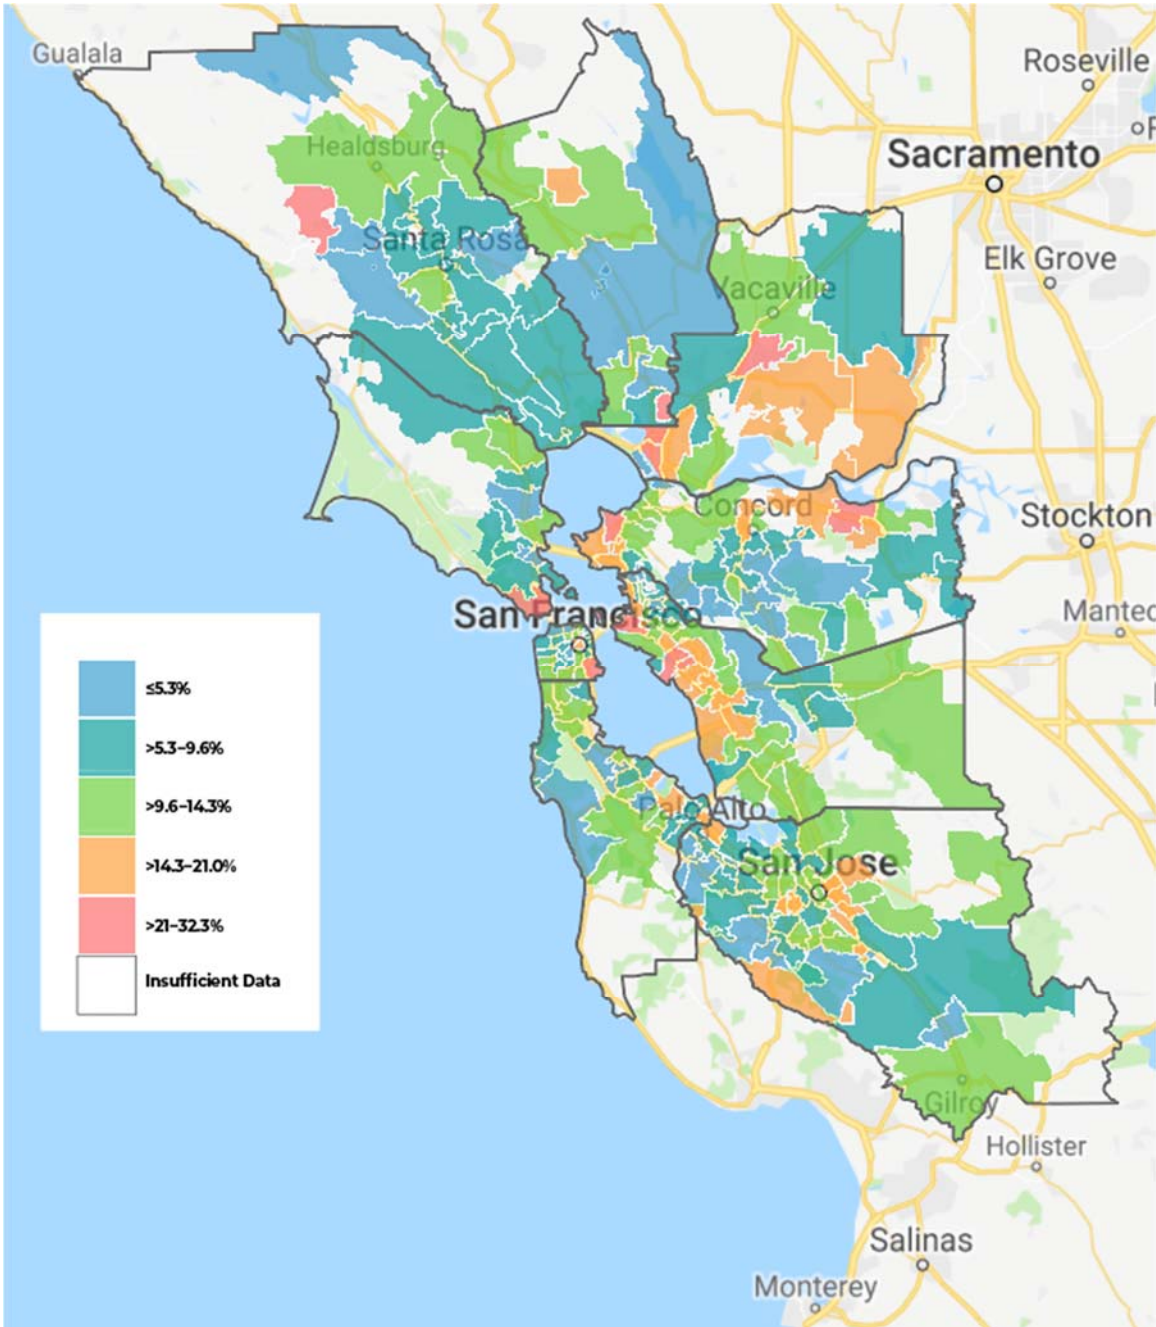 Gualala
Roseville
Sacramento
Healdsburg
Santa Rosa
Elk Grove
Vacaville
Concord
Stockton
San Francisco
Mantec
≤5.3%
>5.3–9.6%
>9.6–14.3%
>14.3–21.0%
>21–32.3%
Insufficient Data
Palo Alto
San Jose
Gilroy
Hollister
Salinas
Monterey